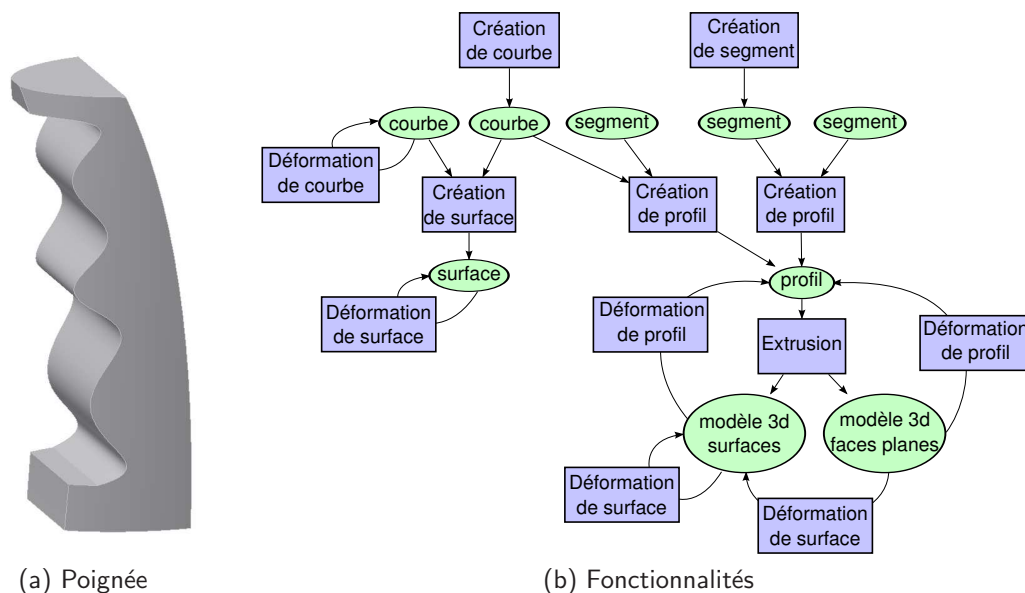 Création
de courbe
Création
de segment
courbe
courbe
segment
segment
segment
Déformation
de courbe
Création
de surface
Création
de profil
Création
de profil
surface
profil
Déformation
de surface
Déformation
de profil
Extrusion
Déformation
de profil
modèle 3d
surfaces
modèle 3d
faces planes
Déformation
de surface
Déformation
de surface
(a) Poignée
(b) Fonctionnalités